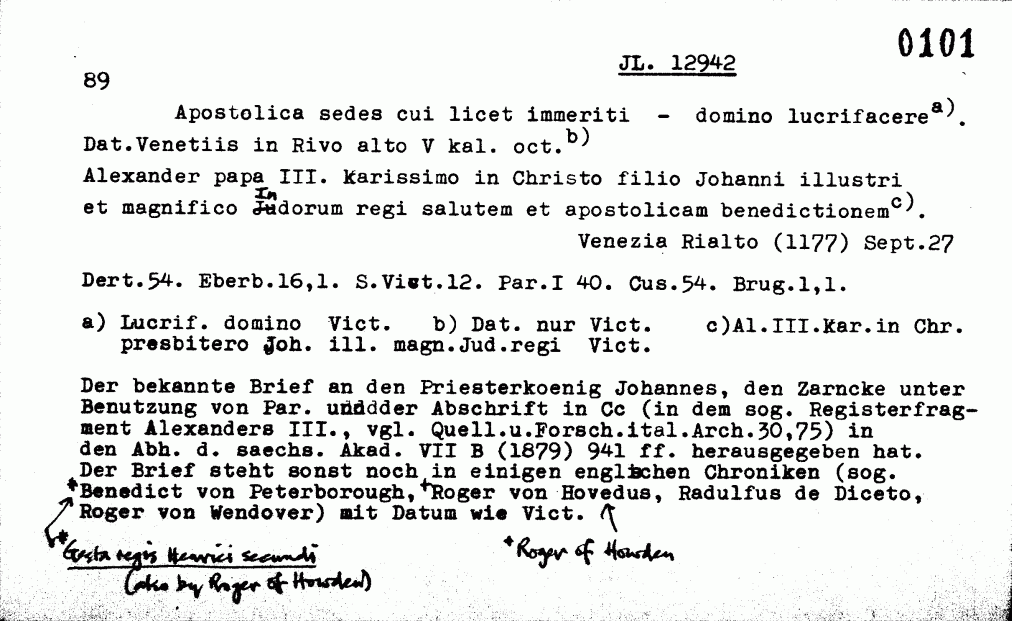 0101
JL. 12942
89
Apostolica sedes cui licet immeriti - domino lucrifacere a).
Dat.Venetiis in Rivo alto V kal. oct. b)
Alexander papa III. Karissimo in Christo filio Johanni illustri
In
et magnifico Judorum regi salutem et apostolicam benedictionem c).
Venezia Rialto (1177) Sept.27
Dert.54. Eberb.16,1. S.Vict.12. Par.I 40. Cus.54. Brug.1,1.
a) Lucrif. domino Vict. b) Dat. nur Vict. c)Al.III.Kar.in Chr.
presbitero Joh. ill. magn.Jud.regi Vict.
Der bekannte Brief an den Priesterkoenig Johannes, den Zarncke unter
Benutzung von Par. undder Abschrift in Cc (in dem sog. Registerfrag-
ment Alexanders III., vgl. Quell.u.Forsch.ital.Arch.30,75) in
den Abh. d. saechs. Akad. VII B (1879) 941 ff. herausgegeben hat.
Der Brief steht sonst noch in einigen englischen Chroniken (sog.
*Benedict von Peterborough, +Roger von Hovedus, Radulfus de Diceto,
Roger von Wendover) mit Datum wie Vict.
*Gesta regis Henrici secundi
(also by Roger of Howden)
+Roger of Howden